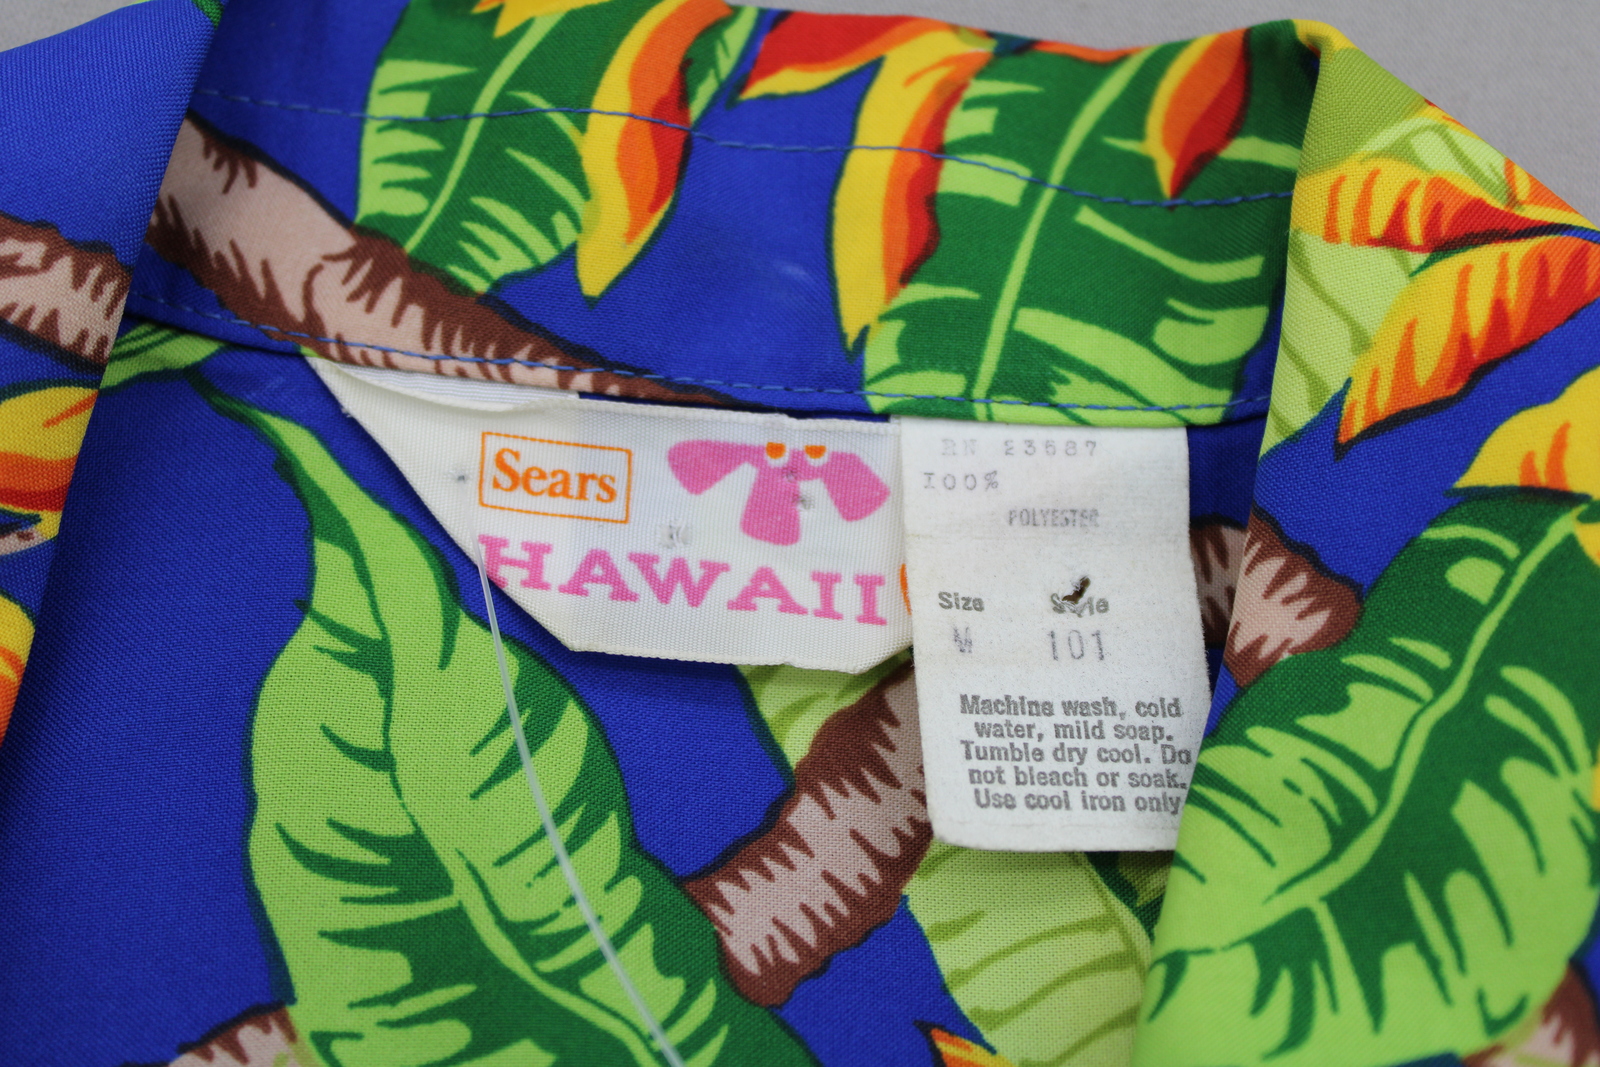 Sears
HAWAII
RN 23587
100%
POLYESTER
Size Style
M 101
Machine wash, cold
water, mild soap.
Tumble dry cool. Do
not bleach or soak.
Use cool iron only